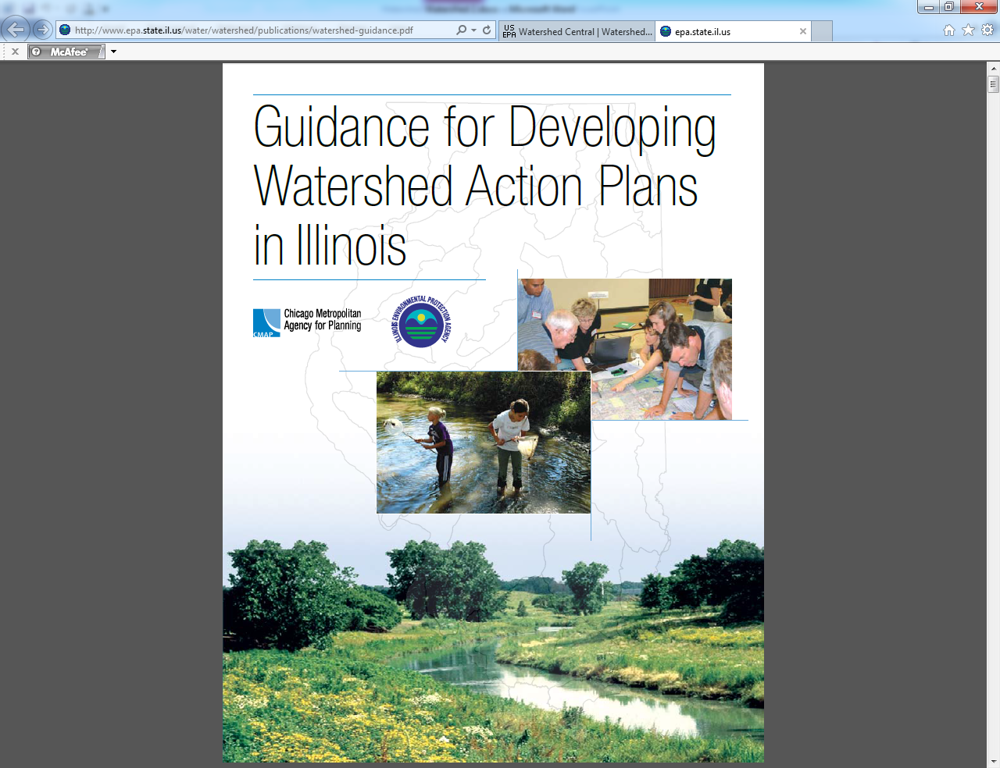 http://www.epa.state.il.us/water/watershed/publications/watershed-guidance.pdf
US EPA Watershed Central | Watershed...
epa.state.il.us
McAfee
Guidance for Developing
Watershed Action Plans
in Illinois
CMAP
Chicago Metropolitan
Agency for Planning
ILLINOIS ENVIRONMENTAL PROTECTION AGENCY